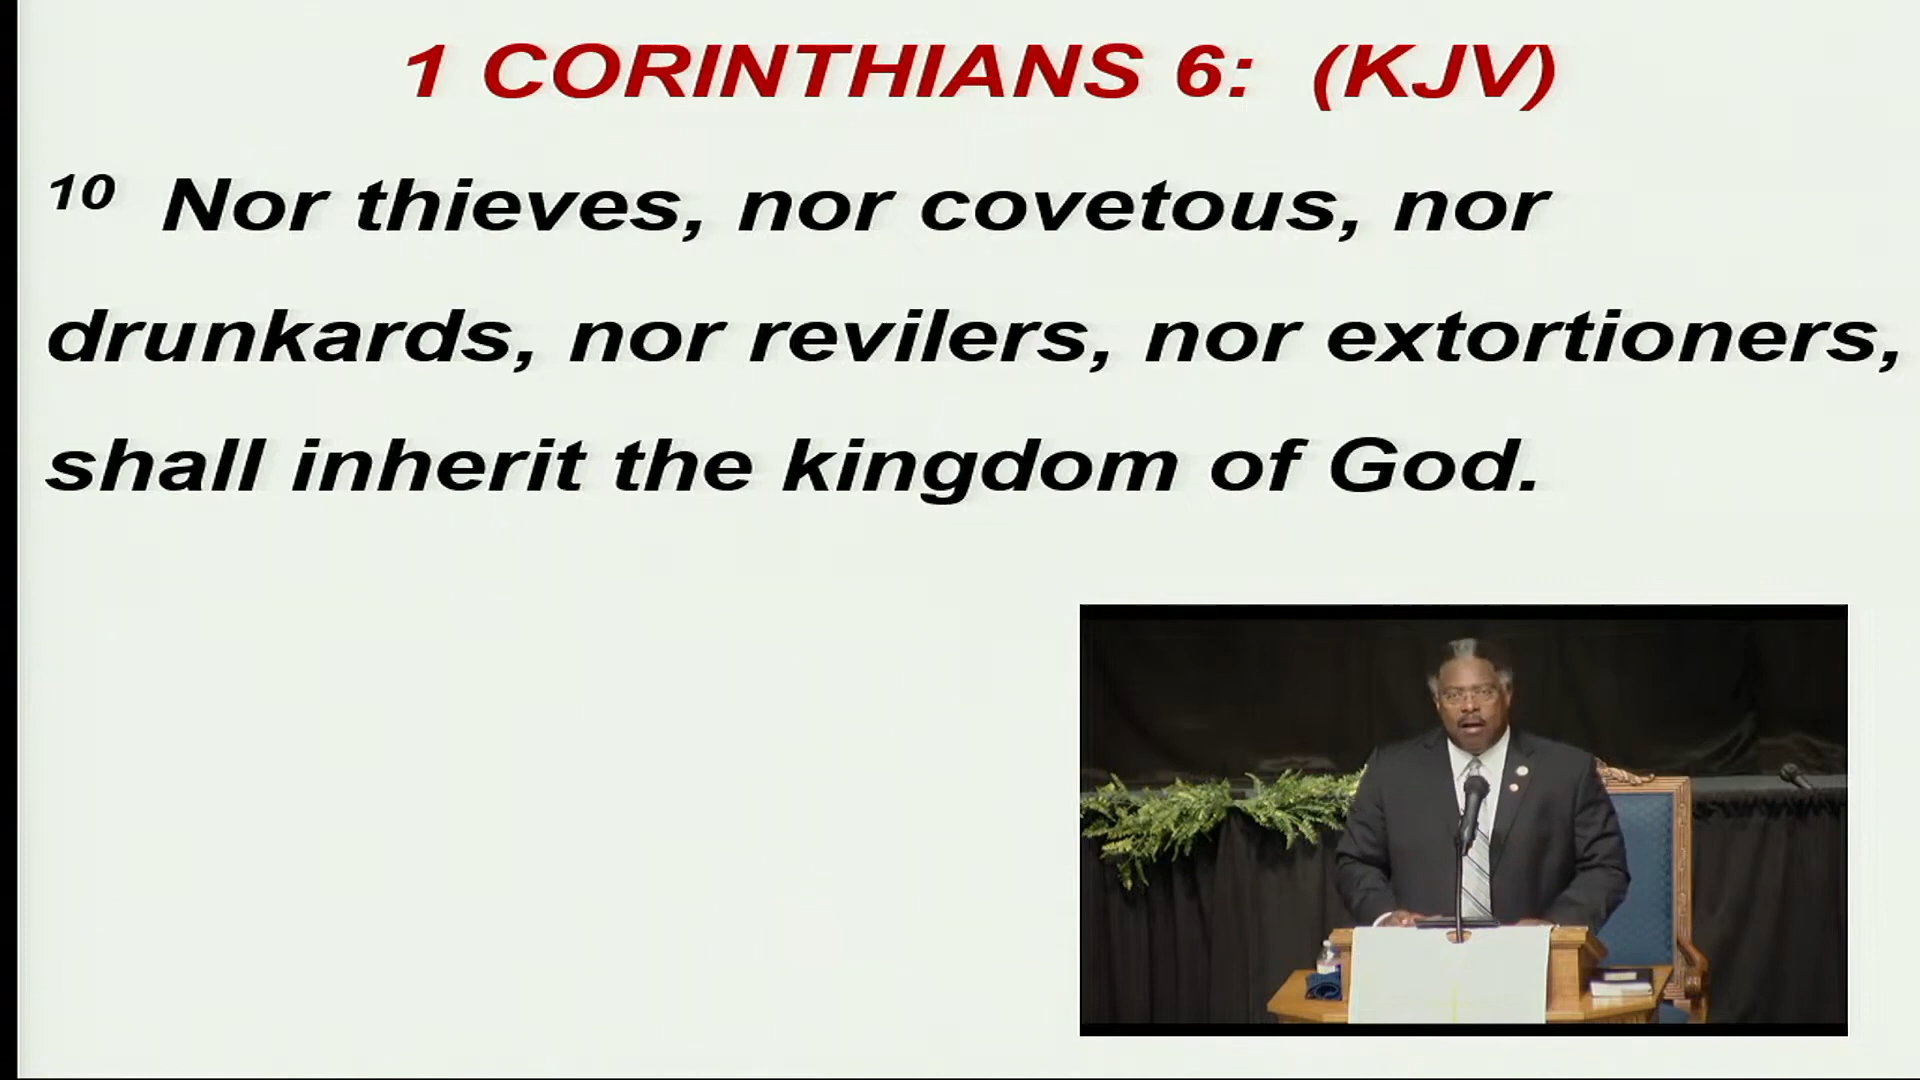 1 CORINTHIANS 6: (KJV)
10 Nor thieves, nor covetous, nor
drunkards, nor revilers, nor extortioners,
shall inherit the kingdom of God.